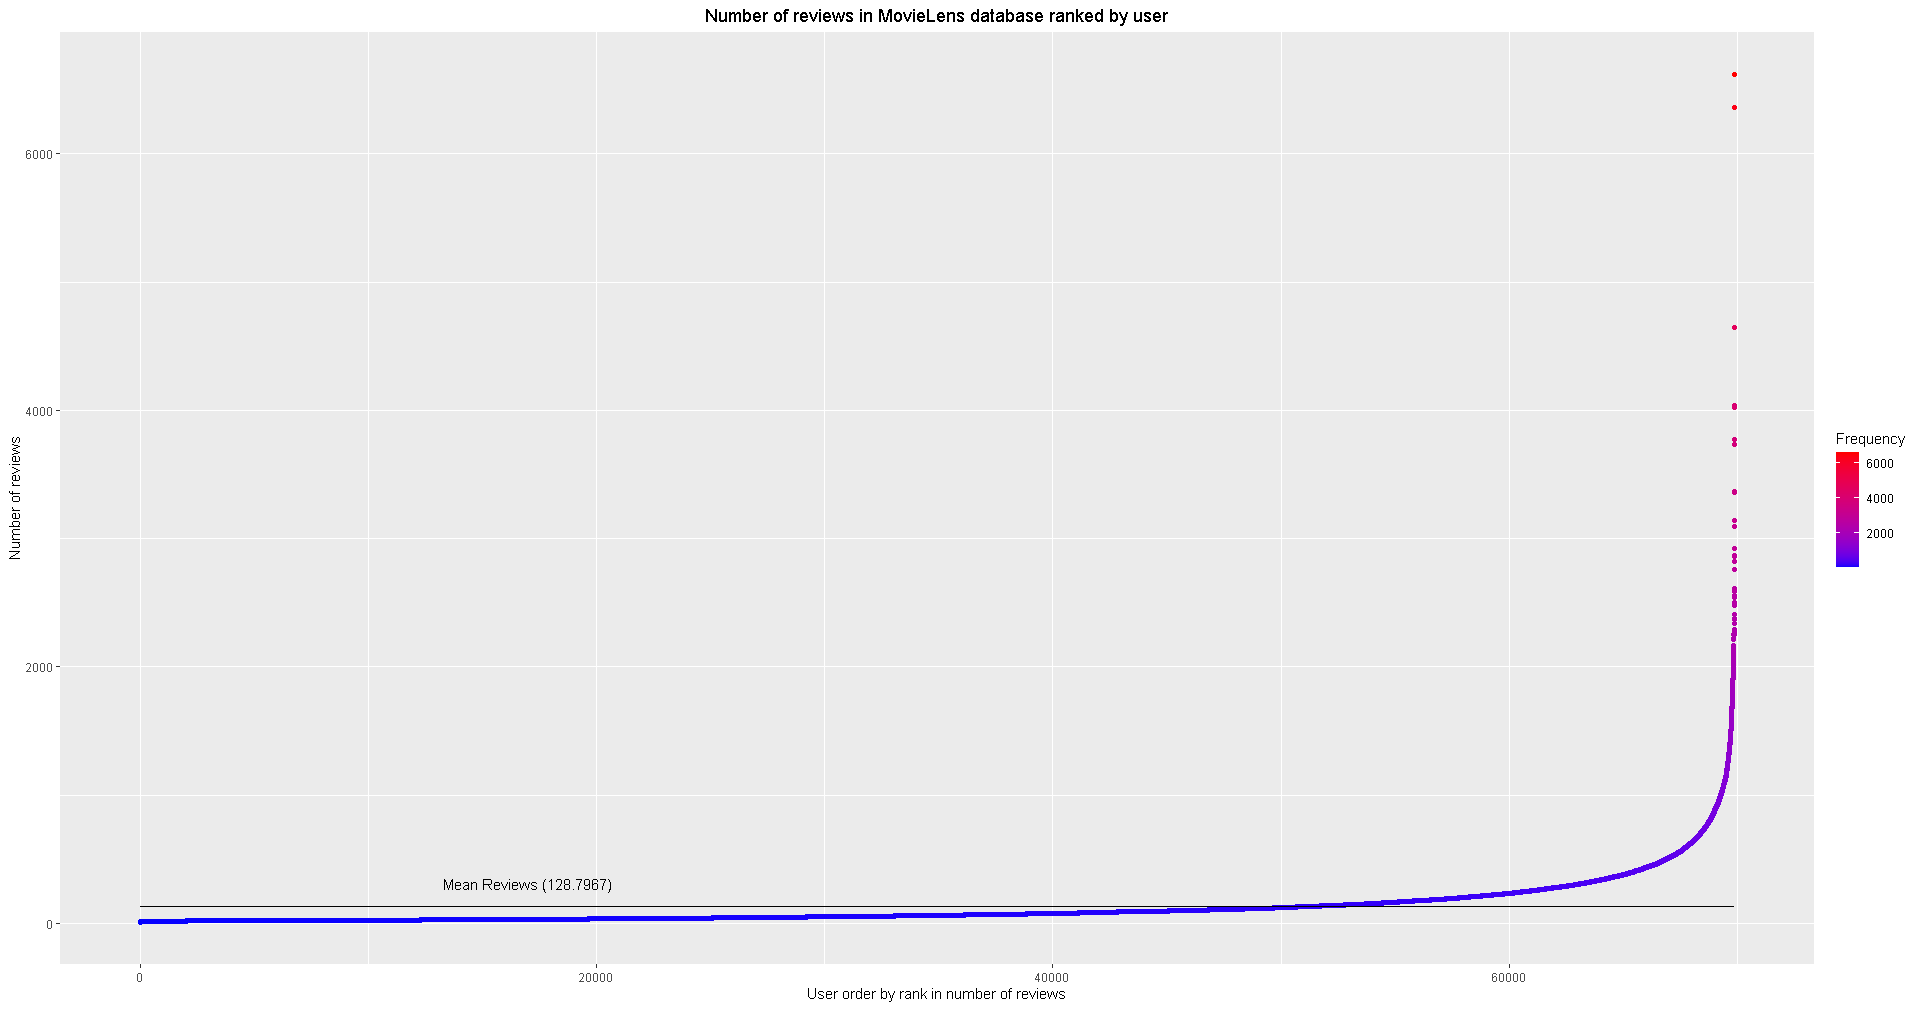 Number of reviews in MovieLens database ranked by user
Number of reviews
6000
4000
2000
0
Mean Reviews (128.7967)
0
20000
40000
60000
User order by rank in number of reviews
Frequency
6000
4000
2000